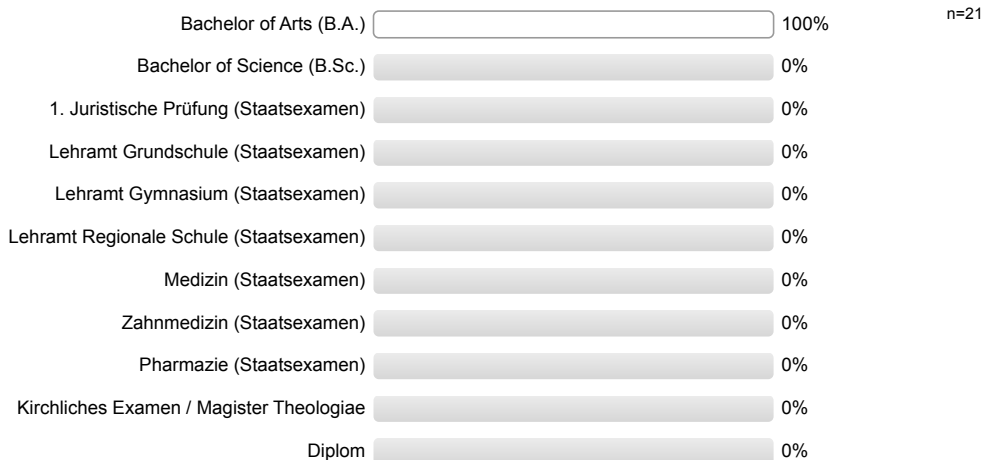 Bachelor of Arts (B.A.) 100% n=21
Bachelor of Science (B.Sc.) 0%
1. Juristische Prüfung (Staatsexamen) 0%
Lehramt Grundschule (Staatsexamen) 0%
Lehramt Gymnasium (Staatsexamen) 0%
Lehramt Regionale Schule (Staatsexamen) 0%
Medizin (Staatsexamen) 0%
Zahnmedizin (Staatsexamen) 0%
Pharmazie (Staatsexamen) 0%
Kirchliches Examen / Magister Theologiae 0%
Diplom 0%